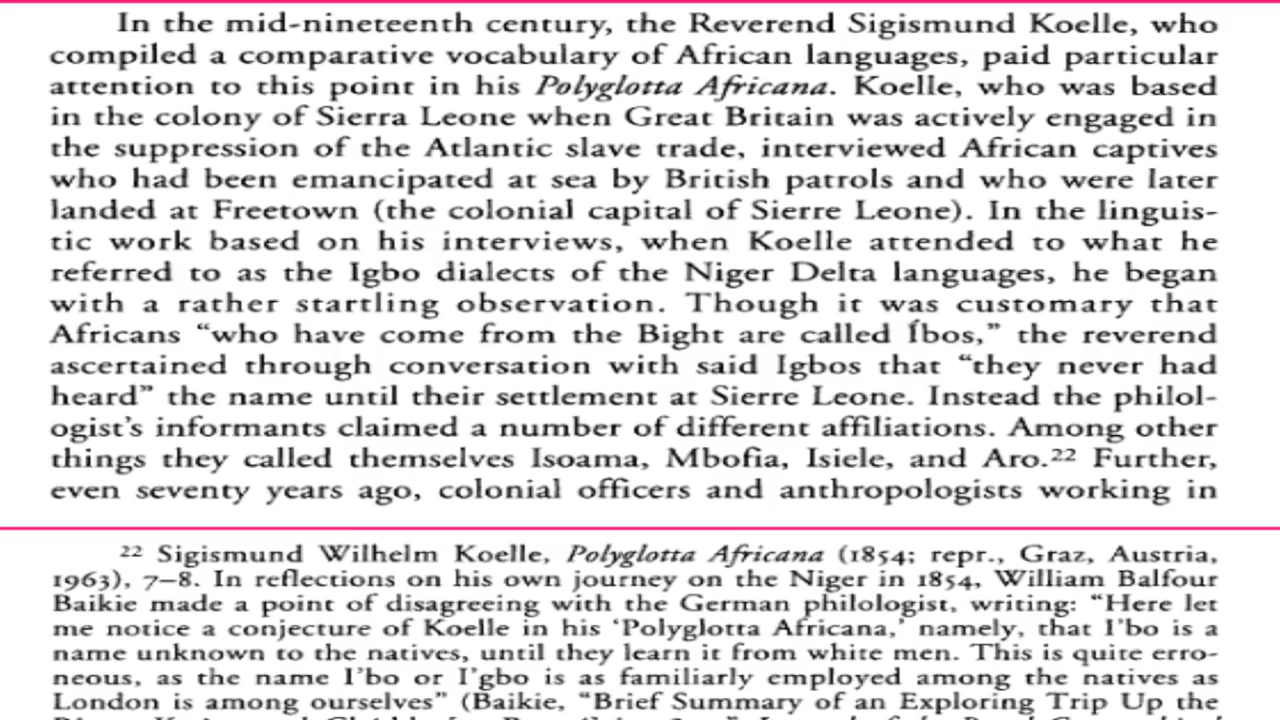 In the mid-nineteenth century, the Reverend Sigismund Koelle, who
compiled a comparative vocabulary of African languages, paid particular
attention to this point in his Polyglotta Africana. Koelle, who was based
in the colony of Sierra Leone when Great Britain was actively engaged in
the suppression of the Atlantic slave trade, interviewed African captives
who had been emancipated at sea by British patrols and who were later
landed at Freetown (the colonial capital of Sierre Leone). In the linguis-
tic work based on his interviews, when Koelle attended to what he
referred to as the Igbo dialects of the Niger Delta languages, he began
with a rather startling observation. Though it was customary that
Africans “who have come from the Bight are called Íbos,” the reverend
ascertained through conversation with said Igbos that “they never had
heard” the name until their settlement at Sierre Leone. Instead the philol-
ogist’s informants claimed a number of different affiliations. Among other
things they called themselves Isoama, Mbofia, Isiele, and Aro.22 Further,
even seventy years ago, colonial officers and anthropologists working in
22 Sigismund Wilhelm Koelle, Polyglotta Africana (1854; repr., Graz, Austria,
1963), 7–8. In reflections on his own journey on the Niger in 1854, William Balfour
Baikie made a point of disagreeing with the German philologist, writing: “Here let
me notice a conjecture of Koelle in his ‘Polyglotta Africana,’ namely, that I’bo is a
name unknown to the natives, until they learn it from white men. This is quite erro-
neous, as the name I’bo or I’gbo is as familiarly employed among the natives as
London is among ourselves” (Baikie, “Brief Summary of an Exploring Trip Up the